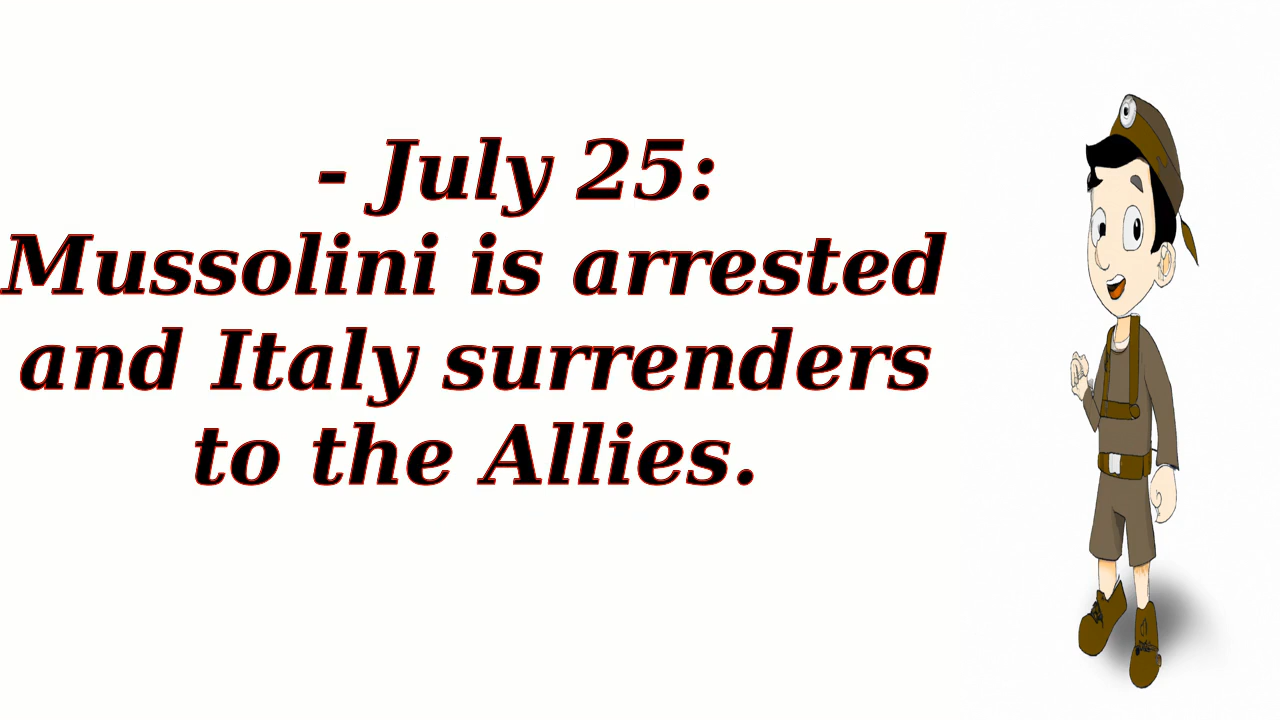 - July 25:
Mussolini is arrested
and Italy surrenders
to the Allies.